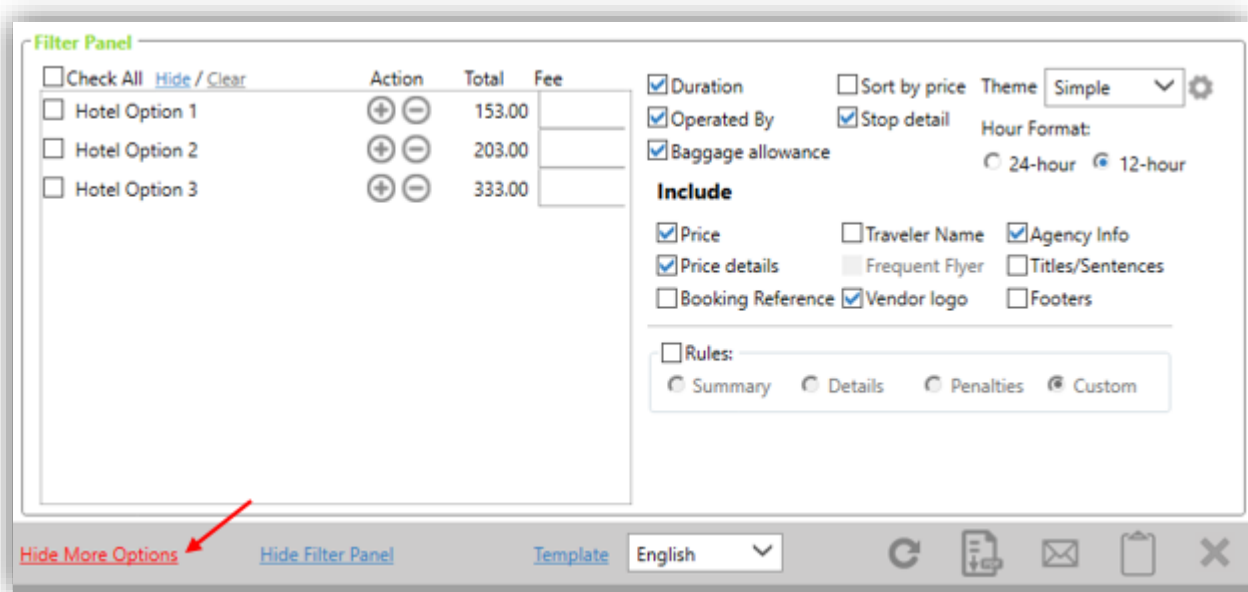 Filter Panel
Check All Hide / Clear Action Total Fee
Hotel Option 1 153.00
Hotel Option 2 203.00
Hotel Option 3 333.00
Duration Sort by price Theme Simple
Operated By Stop detail Hour Format:
Baggage allowance 24-hour 12-hour
Include
Price Traveler Name Agency Info
Price details Frequent Flyer Titles/Sentences
Booking Reference Vendor logo Footers
Rules:
Summary Details Penalties Custom
Hide More Options Hide Filter Panel Template English